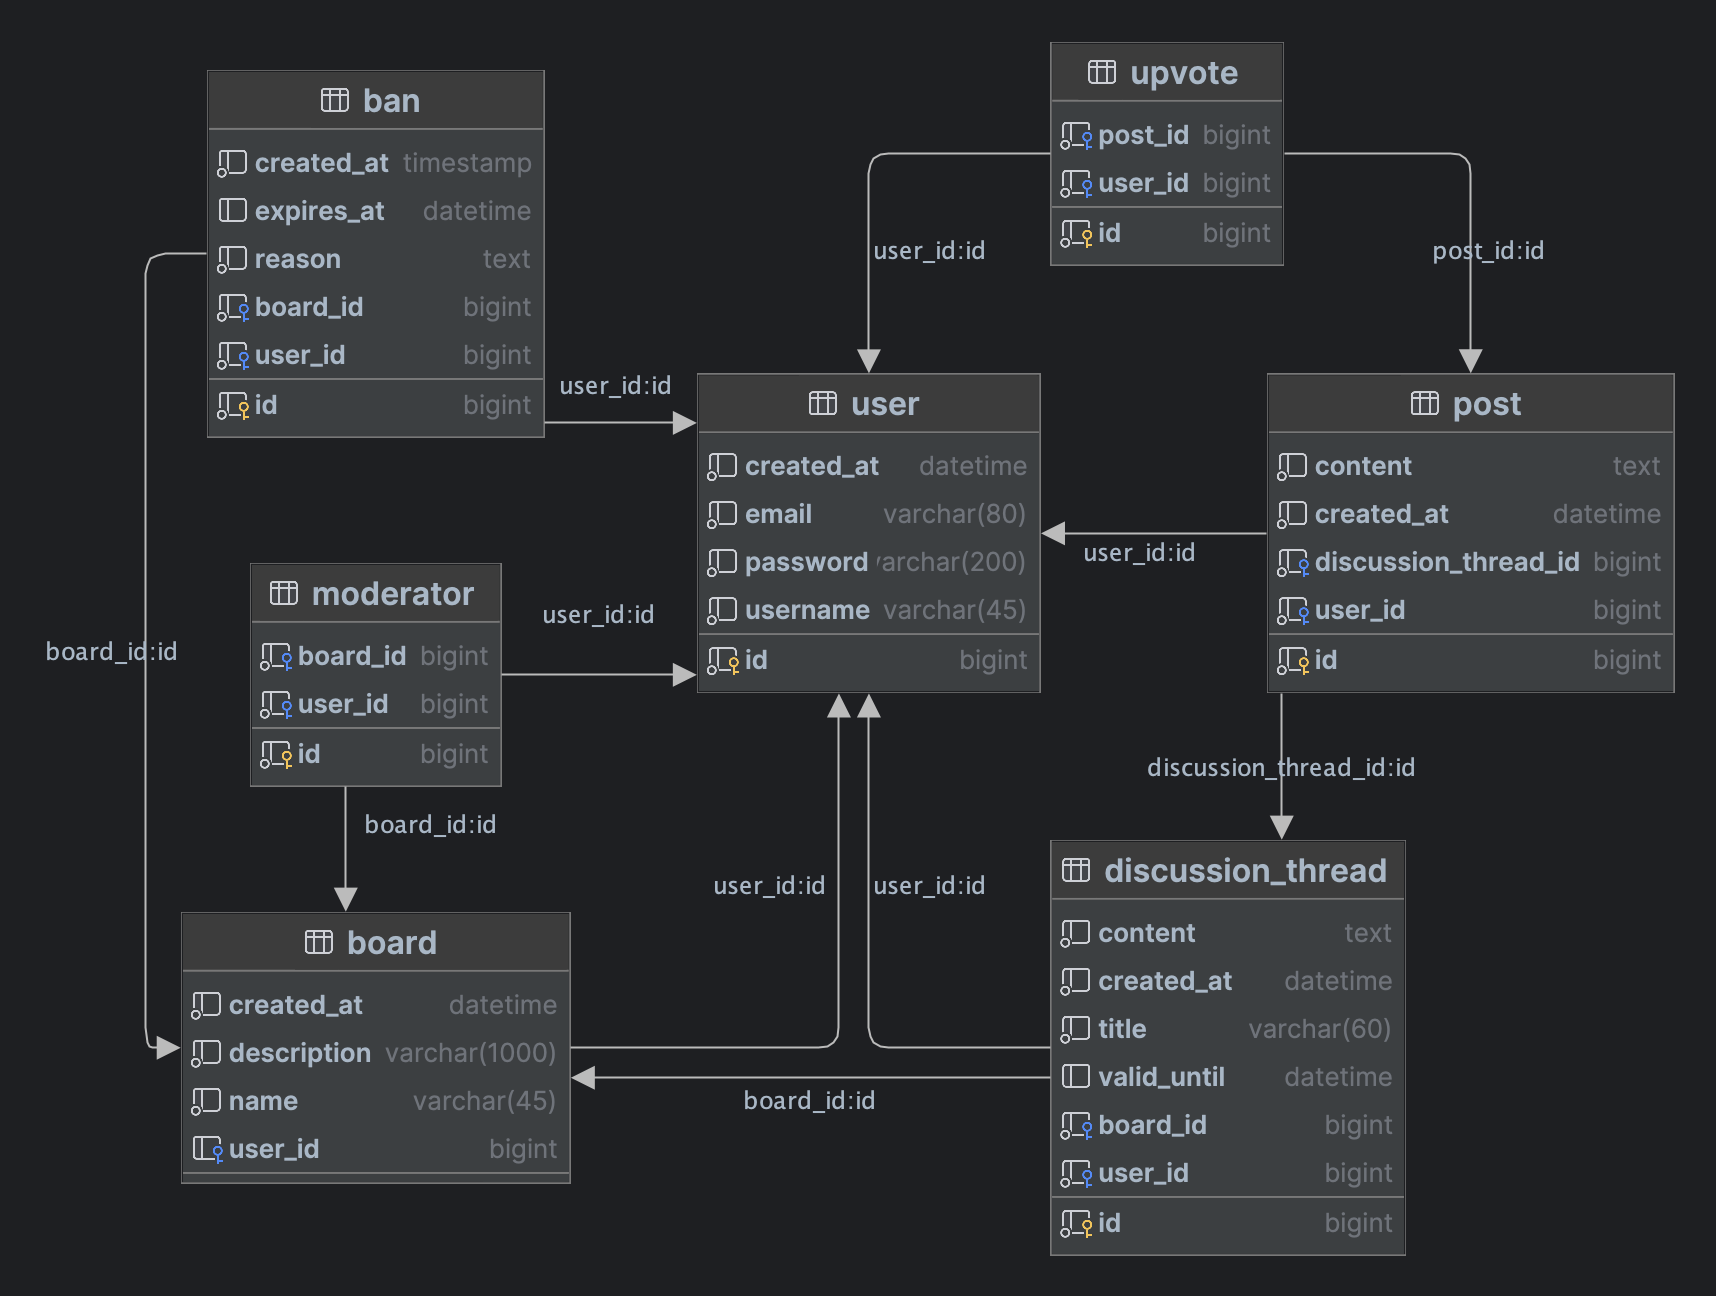 ban
created_at timestamp
expires_at datetime
reason text
board_id bigint
user_id bigint
id bigint
upvote
post_id bigint
user_id bigint
id bigint
user_id:id
post_id:id
user_id:id
user
created_at datetime
email varchar(80)
password varchar(200)
username varchar(45)
id bigint
post
content text
created_at datetime
discussion_thread_id bigint
user_id bigint
id bigint
user_id:id
moderator
board_id bigint
user_id bigint
id bigint
user_id:id
board_id:id
board_id:id
discussion_thread_id:id
user_id:id
user_id:id
board
created_at datetime
description varchar(1000)
name varchar(45)
user_id bigint
board_id:id
discussion_thread
content text
created_at datetime
title varchar(60)
valid_until datetime
board_id bigint
user_id bigint
id bigint